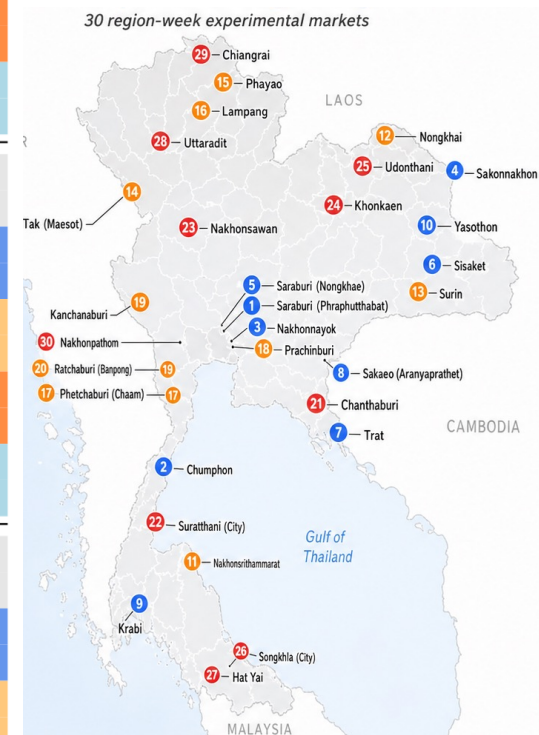 30 region-week experimental markets
29 Chiangrai
15 Phayao
16 Lampang
LAOS
28 Uttaradit
12 Nongkhai
R
25 Udonthani
4 Sakonnakhon
14
Tak (Maesot)
24 Khonkaen
23 Nakhonsawan
10 Yasothon
6 Sisaket
5 Saraburi (Nongkhae)
13 Surin
19
Kanchanaburi
1 Saraburi (Phraphutthabat)
3 Nakhonnayok
30 Nakhonpathom
18 Prachinburi
20 Ratchaburi (Banpong) 19
8 Sakaeo (Aranyaprathet)
17 Phetchaburi (Chaam) 17
21 Chanthaburi
CAMBODIA
7 Trat
2 Chumphon
22 Suratthani (City)
Gulf of
Thailand
11 Nakhonsrithammarat
9
Krabi
26 Songkhla (City)
27 Hat Yai
MALAYSIA